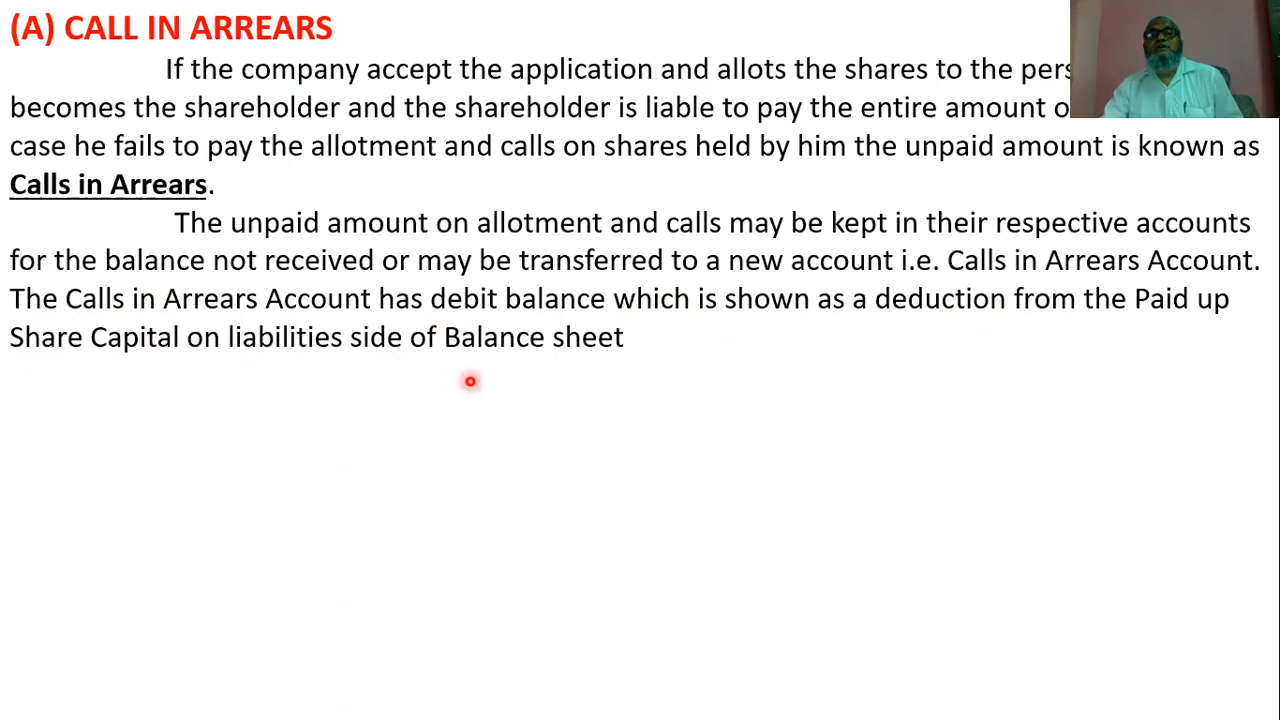 (A) CALL IN ARREARS
If the company accept the application and allots the shares to the
becomes the shareholder and the shareholder is liable to pay the entire amount
case he fails to pay the allotment and calls on shares held by him the unpaid amount is known as
Calls in Arrears.
The unpaid amount on allotment and calls may be kept in their respective accounts
for the balance not received or may be transferred to a new account i.e. Calls in Arrears Account.
The Calls in Arrears Account has debit balance which is shown as a deduction from the Paid up
Share Capital on liabilities side of Balance sheet